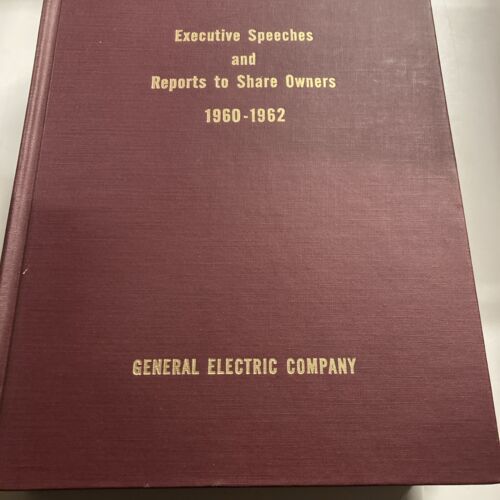 Executive Speeches
and
Reports to Share Owners
1960-1962
GENERAL ELECTRIC COMPANY